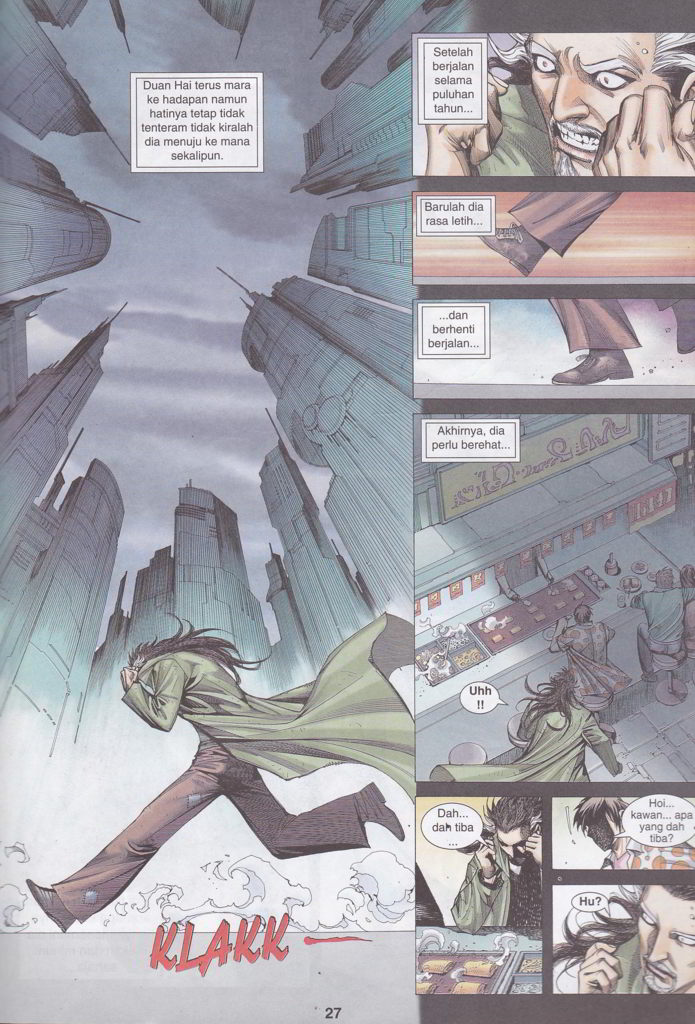 Duan Hai terus mara
ke hadapan namun
hatinya tetap tidak
tenteram tidak kiralah
dia menuju ke mana
sekalipun.
KLAKK
Setelah
berjalan
selama
puluhan
tahun...
Barulah dia
rasa letih...
...dan
berhenti
berjalan...
Akhirnya, dia
perlu berehat...
Uhh
!!
Dah...
dah tiba
...
Hoi...
kawan... apa
yang dah
tiba?
Hu?
27